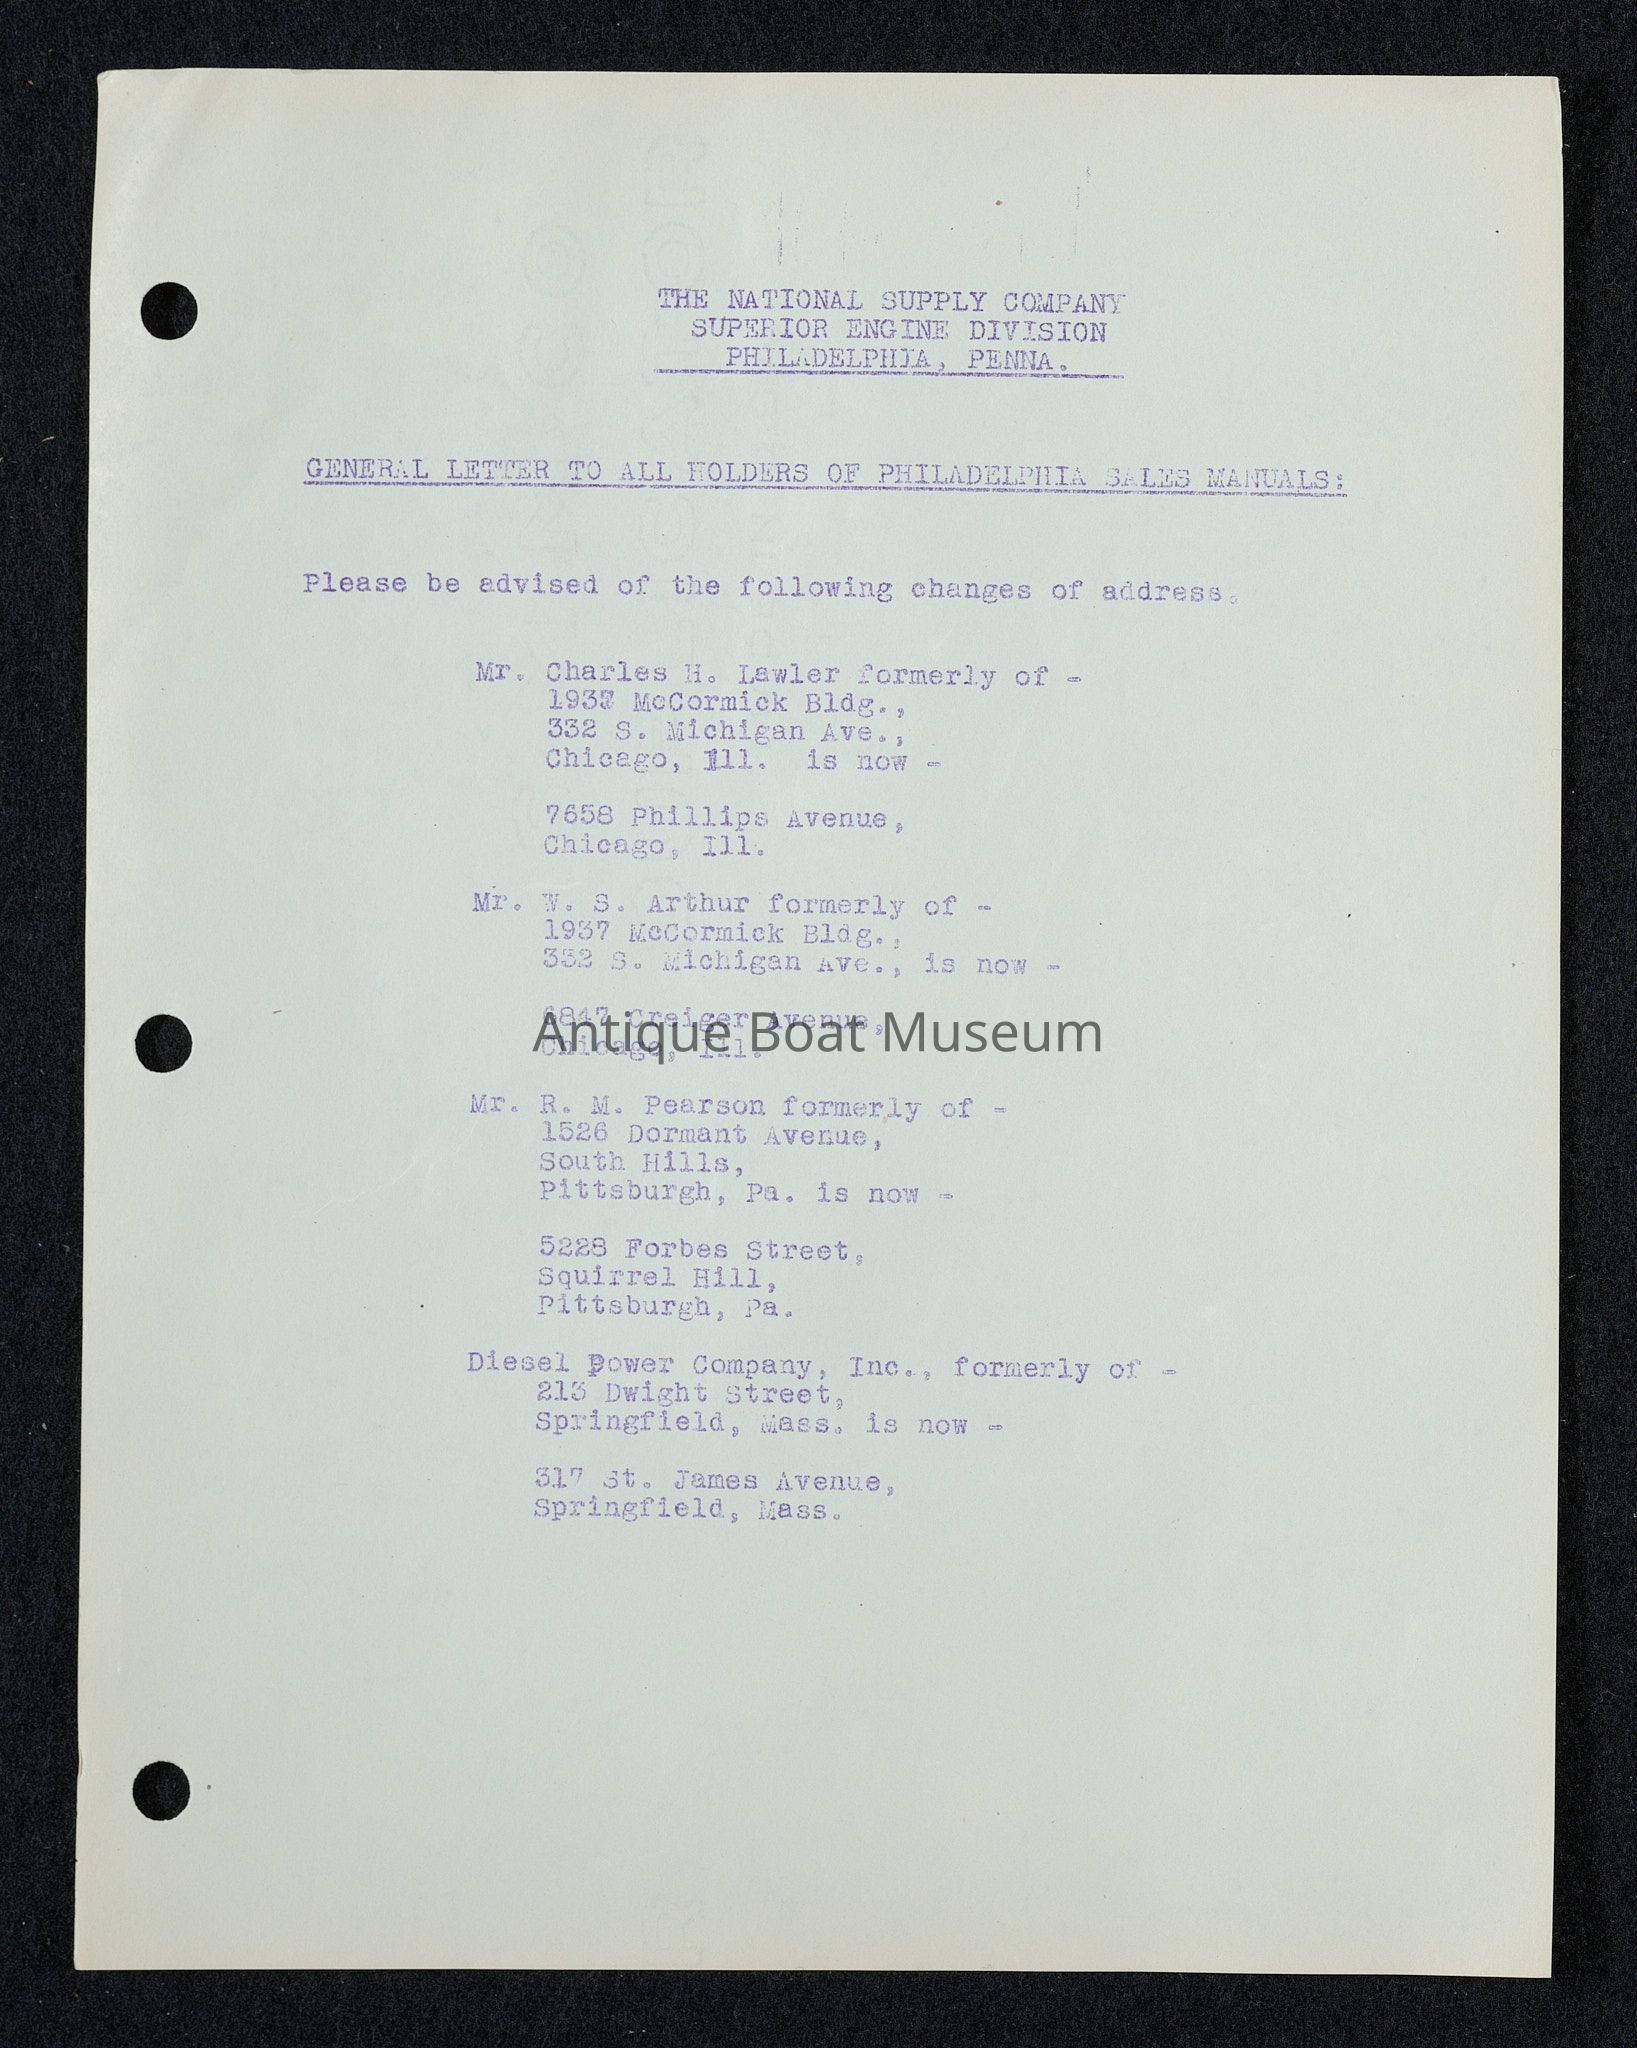 THE NATIONAL SUPPLY COMPANY
SUPERIOR ENGINE DIVISION
PHILADELPHIA, PENNA.
GENERAL LETTER TO ALL HOLDERS OF PHILADELPHIA SALES MANUALS:
Please be advised of the following changes of address.
Mr. Charles H. Lawler formerly of -
1937 McCormick Bldg.,
332 S. Michigan Ave.,
Chicago, Ill. is now -
7658 Phillips Avenue,
Chicago, Ill.
Mr. W. S. Arthur formerly of -
1937 McCormick Bldg.,
332 S. Michigan Ave., is now -
6847 Creiger Avenue,
Antique Boat Museum
Chicago, Ill.
Mr. R. M. Pearson formerly of -
1526 Dormant Avenue,
South Hills,
Pittsburgh, Pa. is now -
5228 Forbes Street,
Squirrel Hill,
Pittsburgh, Pa.
Diesel Power Company, Inc., formerly of -
213 Dwight Street,
Springfield, Mass. is now -
317 St. James Avenue,
Springfield, Mass.